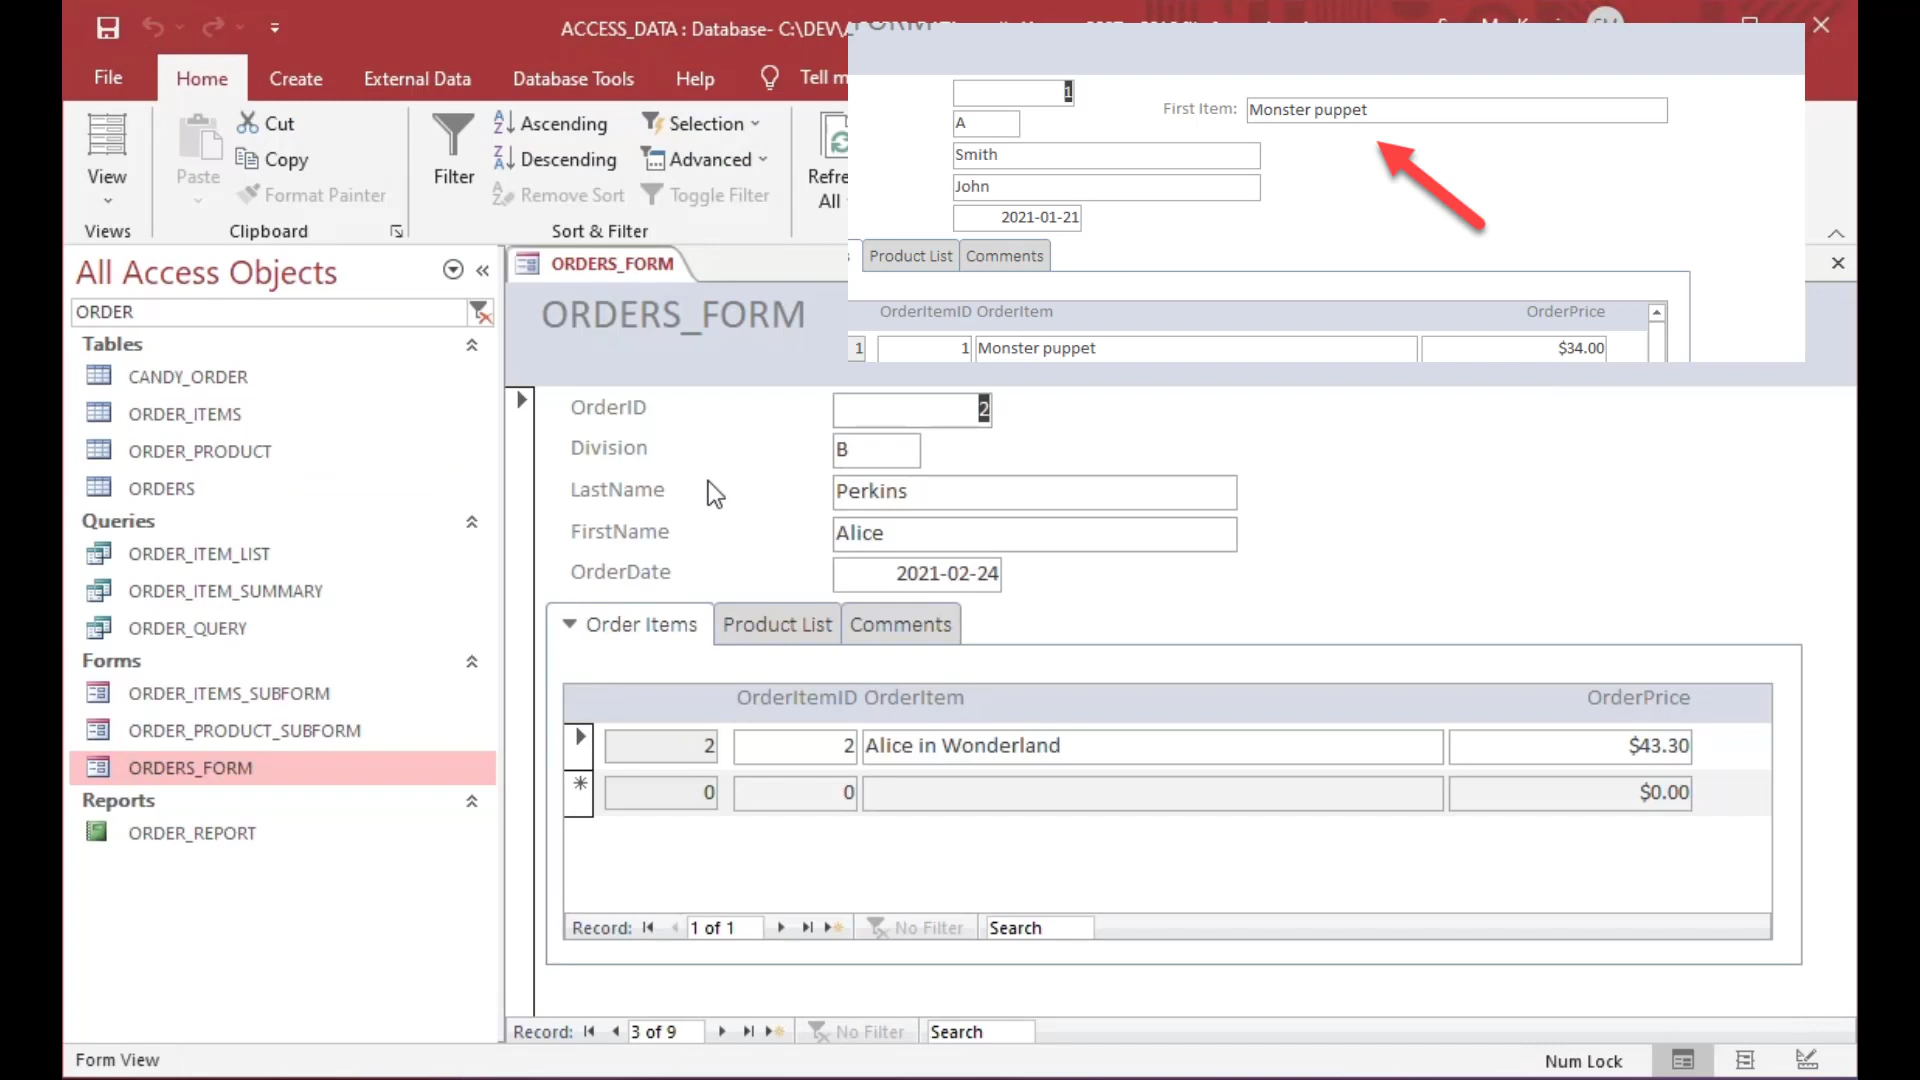 ACCESS_DATA : Database- C:\DEV\
File
Home
Create
External Data
Database Tools
Help
Tell m
View
Paste
Cut
Copy
Format Painter
Filter
Ascending
Descending
Remove Sort
Selection
Advanced
Toggle Filter
Refre
All
Views
Clipboard
Sort & Filter
1
A
Smith
John
2021-01-21
First Item: Monster puppet
Product List
Comments
OrderItemID OrderItem OrderPrice
1 1 Monster puppet $34.00
All Access Objects
ORDER
Tables
CANDY_ORDER
ORDER_ITEMS
ORDER_PRODUCT
ORDERS
Queries
ORDER_ITEM_LIST
ORDER_ITEM_SUMMARY
ORDER_QUERY
Forms
ORDER_ITEMS_SUBFORM
ORDER_PRODUCT_SUBFORM
ORDERS_FORM
Reports
ORDER_REPORT
ORDERS_FORM
ORDERS_FORM
OrderID 2
Division B
LastName Perkins
FirstName Alice
OrderDate 2021-02-24
Order Items Product List Comments
OrderItemID OrderItem OrderPrice
2 2 Alice in Wonderland $43.30
0 0 $0.00
Record: 1 of 1 No Filter Search
Record: 3 of 9 No Filter Search
Form View
Num Lock